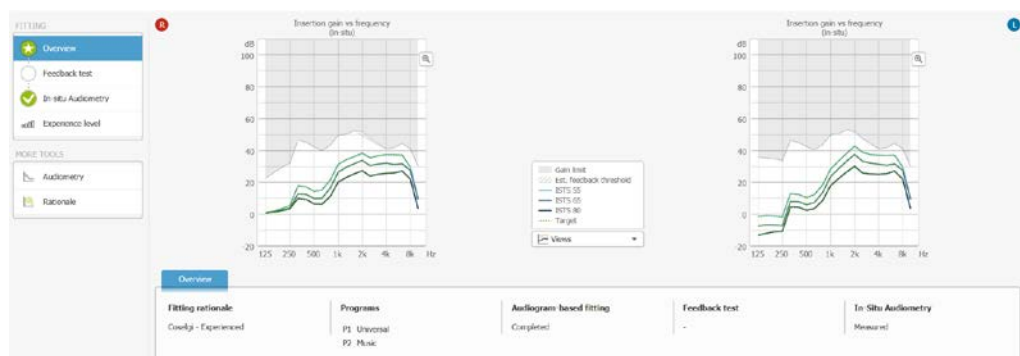 FITTING
Overview
Feedback test
In-situ Audiometry
Experience level
MORE TOOLS
Audiometry
Rationale
R
Insertion gain vs frequency
(in-situ)
dB
100
80
60
40
20
0
-20
125 250 500 1k 2k 4k 8k Hz
Gain limit
Est. feedback threshold
ISTS 55
ISTS 65
ISTS 80
Target
Views
L
Insertion gain vs frequency
(in-situ)
dB
100
80
60
40
20
0
-20
125 250 500 1k 2k 4k 8k Hz
Overview
Fitting rationale Programs Audiogram-based fitting Feedback test In-Situ Audiometry
Coselgi - Experienced P1 Universal Completed - Measured
P2 Music